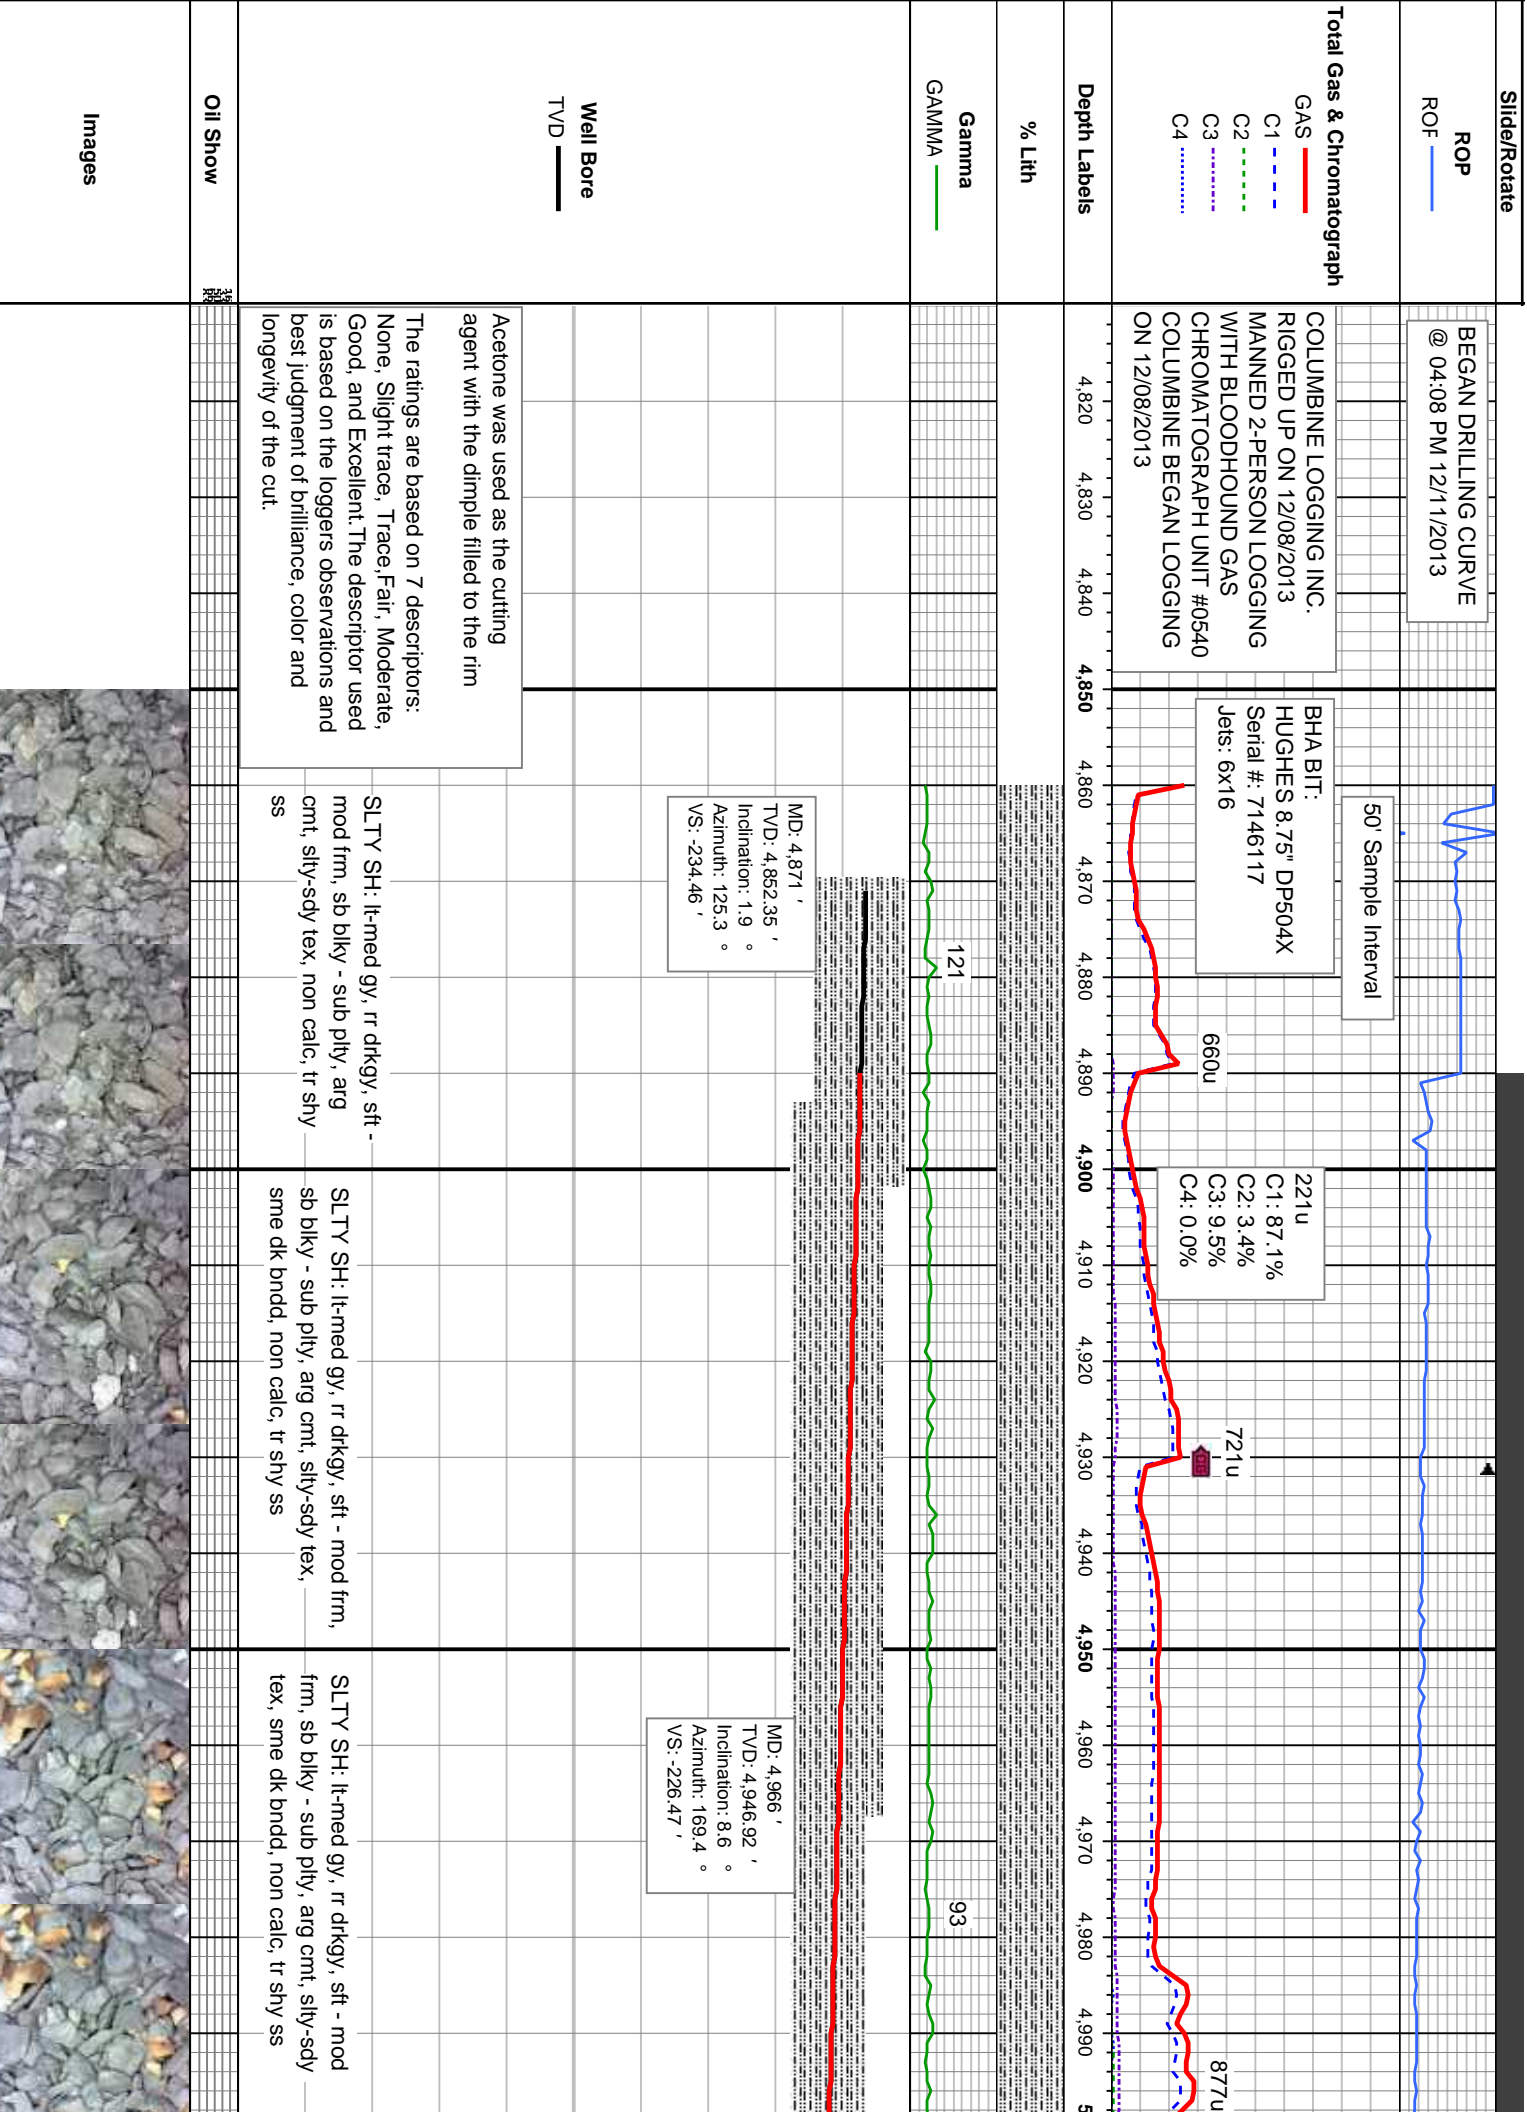 Slide/Rotate
ROP
ROP
BEGAN DRILLING CURVE
@ 04:08 PM 12/11/2013
Total Gas & Chromatograph
GAS
C1
C2
C3
C4
COLUMBINE LOGGING INC.
RIGGED UP ON 12/08/2013
MANNED 2-PERSON LOGGING
WITH BLOODHOUND GAS
CHROMATOGRAPH UNIT #0540
COLUMBINE BEGAN LOGGING
ON 12/08/2013
50' Sample Interval
BHA BIT:
HUGHES 8.75" DP504X
Serial #: 7146117
Jets: 6x16
660u
221u
C1: 87.1%
C2: 3.4%
C3: 9.5%
C4: 0.0%
721u
877u
Depth Labels
4,820
4,830
4,840
4,850
4,860
4,870
4,880
4,890
4,900
4,910
4,920
4,930
4,940
4,950
4,960
4,970
4,980
4,990
5
% Lith
Gamma
GAMMA
121
93
Well Bore
TVD
MD: 4,871 '
TVD: 4,852.35 '
Inclination: 1.9 °
Azimuth: 125.3 °
VS: -234.46 '
MD: 4,966 '
TVD: 4,946.92 '
Inclination: 8.6 °
Azimuth: 169.4 °
VS: -226.47 '
Acetone was used as the cutting
agent with the dimple filled to the rim
The ratings are based on 7 descriptors:
None, Slight trace, Trace,Fair, Moderate,
Good, and Excellent.The descriptor used
is based on the loggers observations and
best judgment of brilliance, color and
longevity of the cut.
SLTY SH: lt-med gy, rr drkgy, sft -
mod frm, sb blky - sub plty, arg
cmt, slty-sdy tex, non calc, tr shy
ss
SLTY SH: lt-med gy, rr drkgy, sft - mod frm,
sb blky - sub plty, arg cmt, slty-sdy tex,
sme dk bndd, non calc, tr shy ss
SLTY SH: lt-med gy, rr drkgy, sft - mod
frm, sb blky - sub plty, arg cmt, slty-sdy
tex, sme dk bndd, non calc, tr shy ss
Oil Show
Images